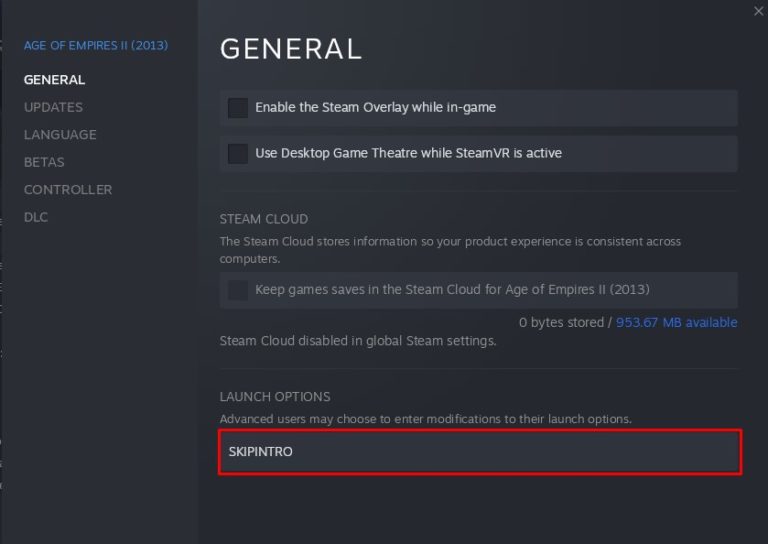 AGE OF EMPIRES II (2013)
GENERAL
UPDATES
LANGUAGE
BETAS
CONTROLLER
DLC
GENERAL
Enable the Steam Overlay while in-game
Use Desktop Game Theatre while SteamVR is active
STEAM CLOUD
The Steam Cloud stores information so your product experience is consistent across
computers.
Keep games saves in the Steam Cloud for Age of Empires II (2013)
0 bytes stored / 953.67 MB available
Steam Cloud disabled in global Steam settings.
LAUNCH OPTIONS
Advanced users may choose to enter modifications to their launch options.
SKIPINTRO